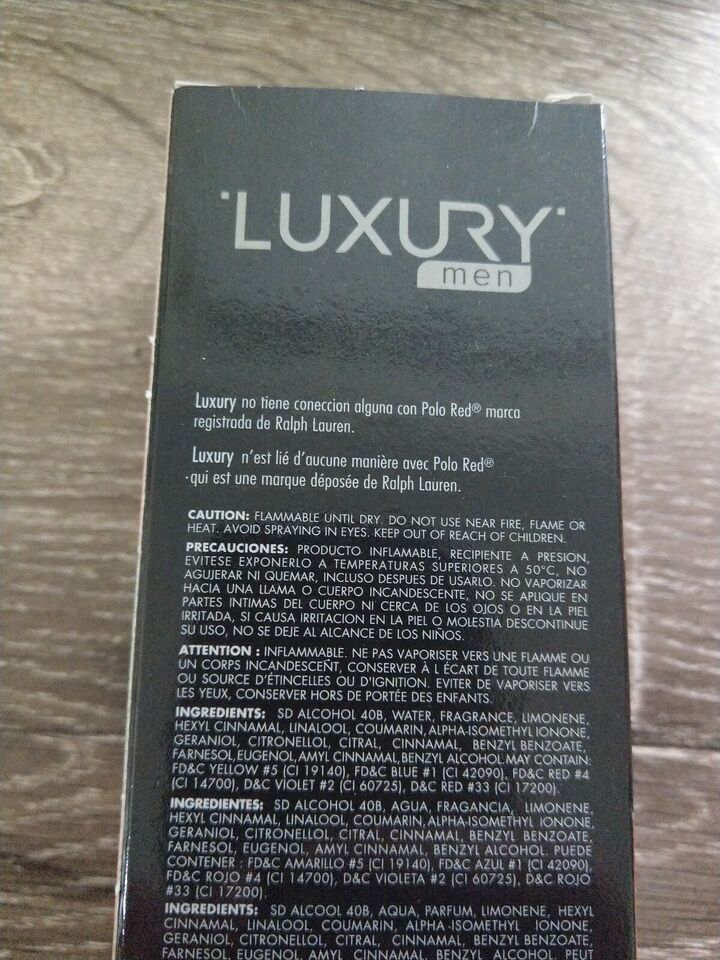 LUXURY
men
Luxury no tiene coneccion alguna con Polo Red® marca
registrada de Ralph Lauren.
Luxury n'est lié d'aucune manière avec Polo Red®
qui est une marque déposée de Ralph Lauren.
CAUTION: FLAMMABLE UNTIL DRY. DO NOT USE NEAR FIRE, FLAME OR
HEAT. AVOID SPRAYING IN EYES. KEEP OUT OF REACH OF CHILDREN.
PRECAUCIONES: PRODUCTO INFLAMABLE, RECIPIENTE A PRESION,
EVITESE EXPONERLO A TEMPERATURAS SUPERIORES A 50°C, NO
AGUJERAR NI QUEMAR, INCLUSO DESPUES DE USARLO. NO VAPORIZAR
HACIA UNA LLAMA O CUERPO INCANDESCENTE, NO SE APLIQUE EN
PARTES INTIMAS DEL CUERPO NI CERCA DE LOS OJOS O EN LA PIEL
IRRITADA, SI CAUSA IRRITACION EN LA PIEL O MOLESTIA DESCONTINUE
SU USO, NO SE DEJE AL ALCANCE DE LOS NIÑOS.
ATTENTION : INFLAMMABLE. NE PAS VAPORISER VERS UNE FLAMME OU
UN CORPS INCANDESCEÑT, CONSERVER À L ÉCART DE TOUTE FLAMME
OU SOURCE D'ÉTINCELLES OU D'IGNITION. EVITER DE VAPORISER VERS
LES YEUX, CONSERVER HORS DE PORTÉE DES ENFANTS.
INGREDIENTS: SD ALCOHOL 40B, WATER, FRAGRANCE, LIMONENE,
HEXYL CINNAMAL, LINALOOL, COUMARIN, ALPHA-ISOMETHYL IONONE,
GERANIOL, CITRONELLOL, CITRAL, CINNAMAL, BENZYL BENZOATE,
FARNESOL, EUGENOL, AMYL CINNAMAL, BENZYL ALCOHOL. MAY CONTAIN:
FD&C YELLOW #5 (CI 19140), FD&C BLUE #1 (CI 42090), FD&C RED #4
(CI 14700), D&C VIOLET #2 (CI 60725), D&C RED #33 (CI 17200).
INGREDIENTES: SD ALCOHOL 40B, AGUA, FRAGANCIA, LIMONENE,
HEXYL CINNAMAL, LINALOOL, COUMARIN, ALPHA-ISOMETHYL IONONE,
GERANIOL, CITRONELLOL, CITRAL, CINNAMAL, BENZYL BENZOATE,
FARNESOL, EUGENOL, AMYL CINNAMAL, BENZYL ALCOHOL. PUEDE
CONTENER : FD&C AMARILLO #5 (CI 19140), FD&C AZUL #1 (CI 42090),
FD&C ROJO #4 (CI 14700), D&C VIOLETA #2 (CI 60725), D&C ROJO
#33 (CI 17200).
INGREDIENTS: SD ALCOOL 40B, AQUA, PARFUM, LIMONENE, HEXYL
CINNAMAL, LINALOOL, COUMARIN, ALPHA-ISOMETHYL IONONE,
GERANIOL, CITRONELLOL, CITRAL, CINNAMAL, BENZYL BENZOATE,
FARNESOL, EUGENOL, AMYL CINNAMAL, BENZYL ALCOHOL. PEUT